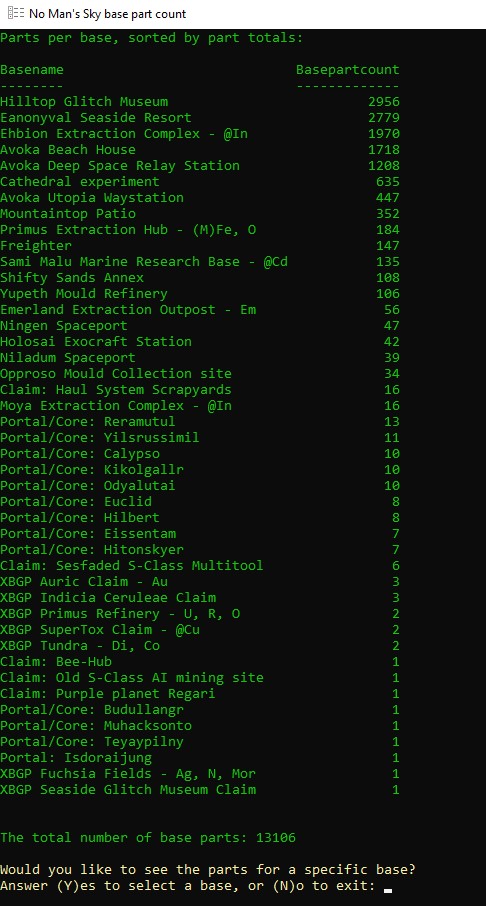 No Man's Sky base part count
Parts per base, sorted by part totals:
Basename Basepartcount
-------- -------------
Hilltop Glitch Museum 2956
Eanonyval Seaside Resort 2779
Ehbion Extraction Complex - @In 1970
Avoka Beach House 1718
Avoka Deep Space Relay Station 1208
Cathedral experiment 635
Avoka Utopia Waystation 447
Mountaintop Patio 352
Primus Extraction Hub - (M)Fe, O 184
Freighter 147
Sami Malu Marine Research Base - @Cd 135
Shifty Sands Annex 108
Yupeth Mould Refinery 106
Emerland Extraction Outpost - Em 56
Ningen Spaceport 47
Holosai Exocraft Station 42
Niladum Spaceport 39
Opproso Mould Collection site 34
Claim: Haul System Scrapyards 16
Moya Extraction Complex - @In 16
Portal/Core: Reramutul 13
Portal/Core: Yilsrussimil 11
Portal/Core: Calypso 10
Portal/Core: Kikolgallr 10
Portal/Core: Odyalutai 10
Portal/Core: Euclid 8
Portal/Core: Hilbert 8
Portal/Core: Eissentam 7
Portal/Core: Hitonskyer 7
Claim: Sesfaded S-Class Multitool 6
XBGP Auric Claim - Au 3
XBGP Indicia Ceruleae Claim 3
XBGP Primus Refinery - U, R, O 2
XBGP SuperTox Claim - @Cu 2
XBGP Tundra - Di, Co 2
Claim: Bee-Hub 1
Claim: Old S-Class AI mining site 1
Claim: Purple planet Regari 1
Portal/Core: Budullangr 1
Portal/Core: Muhacksonto 1
Portal/Core: Teyaypilny 1
Portal: Isdoraijung 1
XBGP Fuchsia Fields - Ag, N, Mor 1
XBGP Seaside Glitch Museum Claim 1
The total number of base parts: 13106
Would you like to see the parts for a specific base?
Answer (Y)es to select a base, or (N)o to exit: